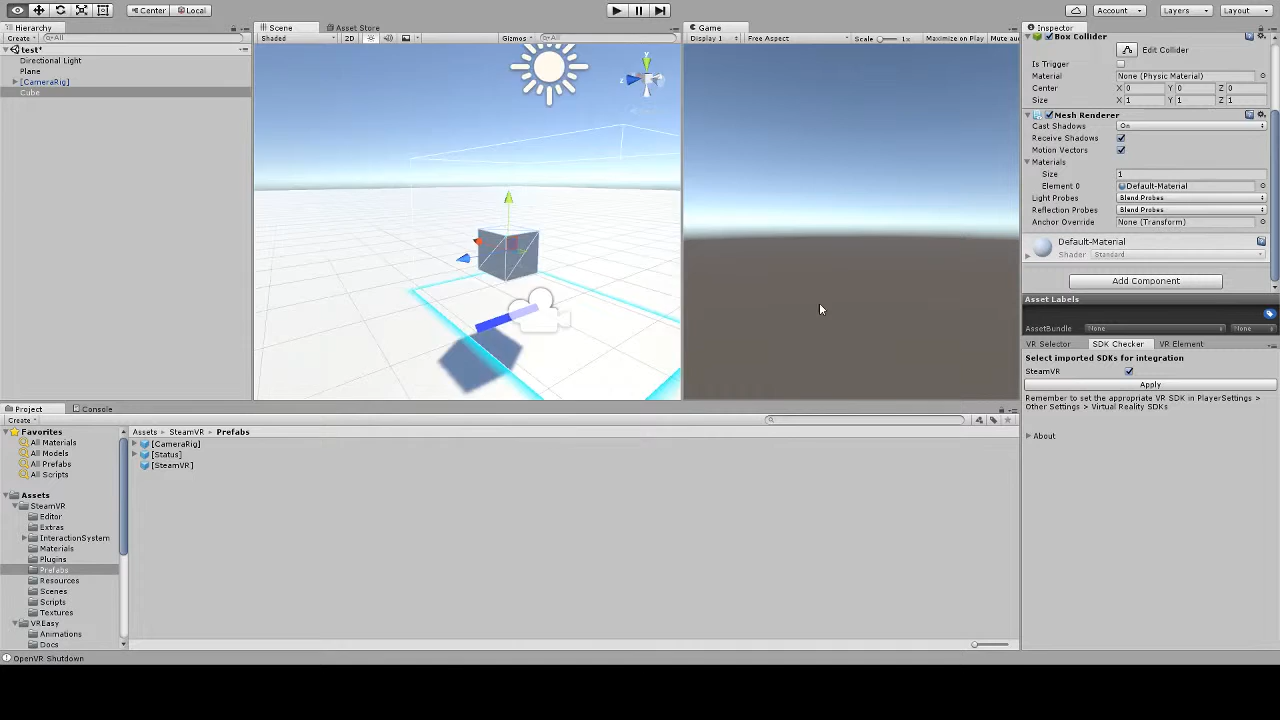 Center Local Account Layers Layout
Hierarchy Scene Asset Store Game Inspector
Create All Shaded 2D Gizmos All Display 1 Free Aspect Scale 1x Maximize on Play Mute au
test*
Directional Light
Plane
[CameraRig]
Cube
y
z
Box Collider
Edit Collider
Is Trigger
Material None (Physic Material)
Center X 0 Y 0 Z 0
Size X 1 Y 1 Z 1
Mesh Renderer
Cast Shadows On
Receive Shadows
Motion Vectors
Materials
Size 1
Element 0 Default-Material
Light Probes Blend Probes
Reflection Probes Blend Probes
Anchor Override None (Transform)
Default-Material
Shader Standard
Add Component
Asset Labels
AssetBundle None None
VR Selector SDK Checker VR Element
Select imported SDKs for integration
SteamVR
Apply
Remember to set the appropriate VR SDK in PlayerSettings >
Other Settings > Virtual Reality SDKs
About
Project Console
Create
Favorites
All Materials
All Models
All Prefabs
All Scripts
Assets
SteamVR
Editor
Extras
InteractionSystem
Materials
Plugins
Prefabs
Resources
Scenes
Scripts
Textures
VREasy
Animations
Docs
Assets SteamVR Prefabs
[CameraRig]
[Status]
[SteamVR]
OpenVR Shutdown